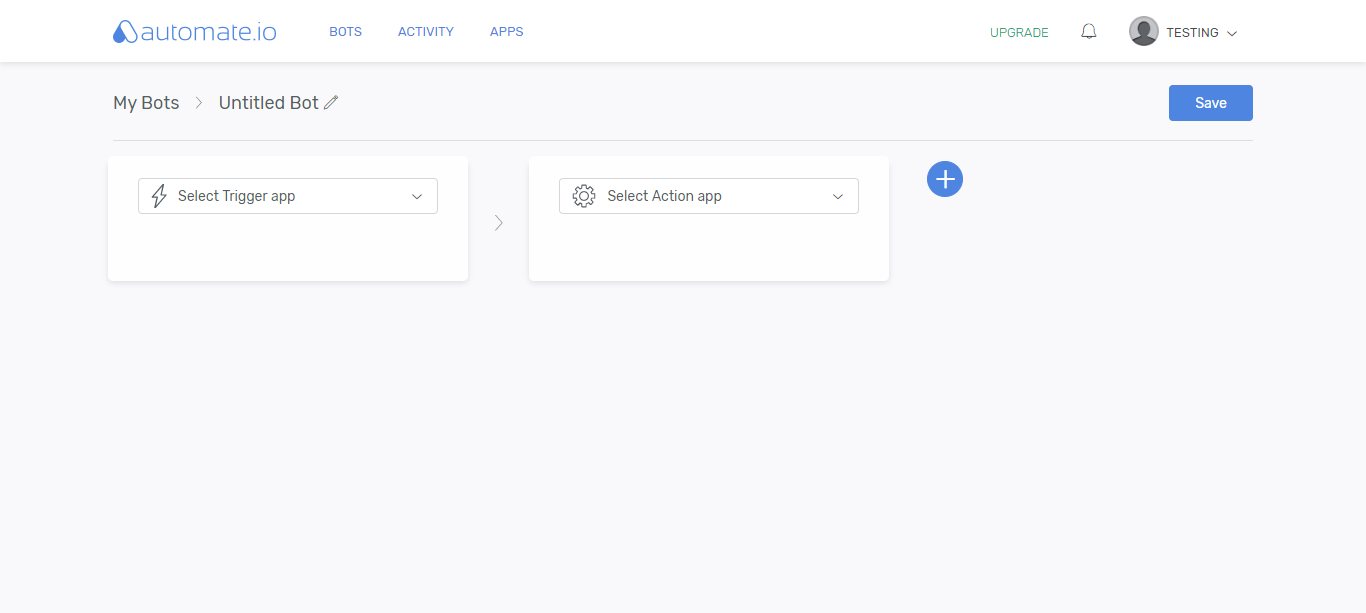 automate.io BOTS ACTIVITY APPS UPGRADE TESTING
My Bots Untitled Bot Save
Select Trigger app Select Action app